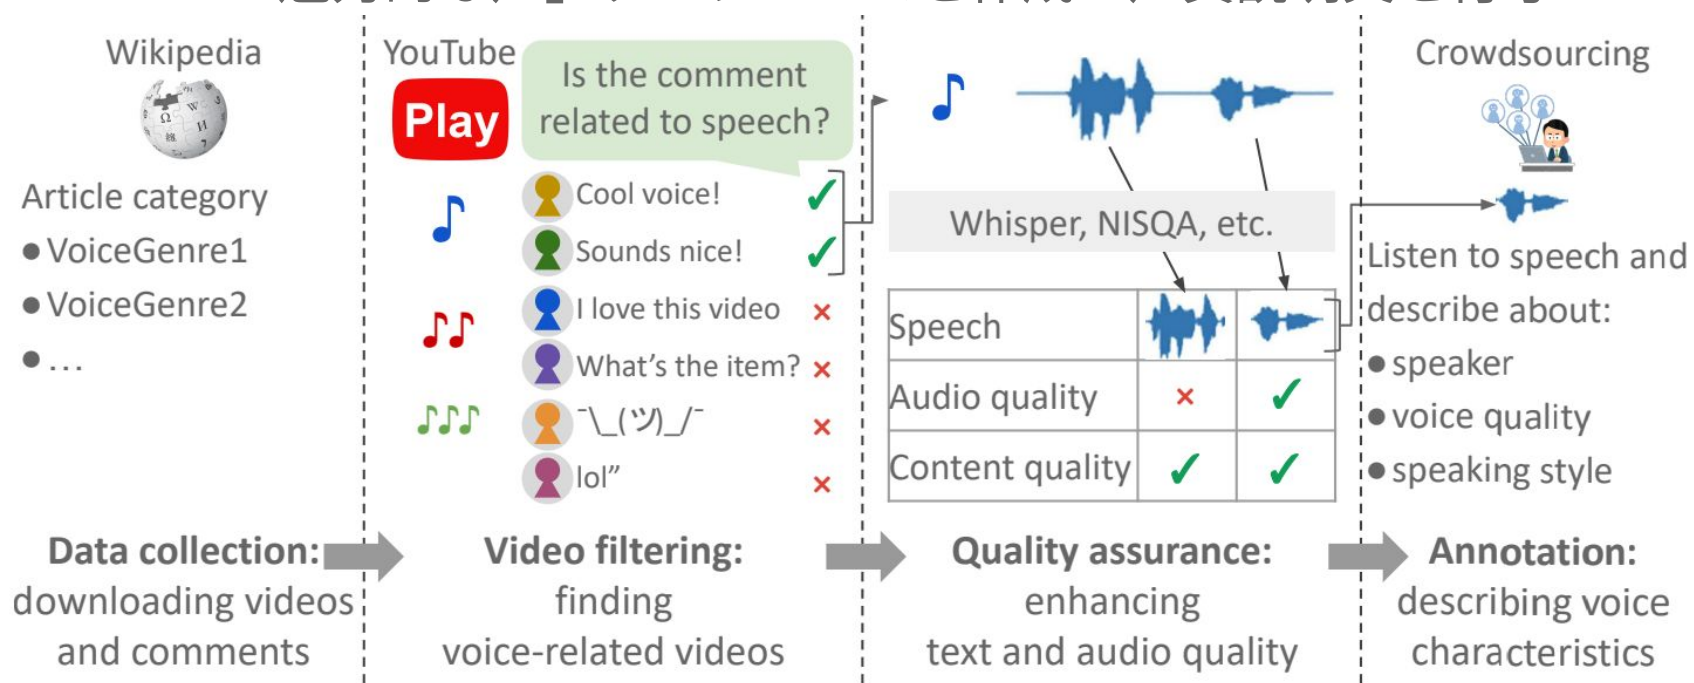 Wikipedia
Article category
●VoiceGenre1
●VoiceGenre2
●…
Data collection:
downloading videos
and comments
YouTube
Play
Is the comment
related to speech?
Cool voice! ✓
Sounds nice! ✓
I love this video ×
What's the item? ×
¯\_(ツ)_/¯ ×
lol” ×
Video filtering:
finding
voice-related videos
Whisper, NISQA, etc.
Speech
Audio quality × ✓
Content quality ✓ ✓
Quality assurance:
enhancing
text and audio quality
Crowdsourcing
Listen to speech and
describe about:
●speaker
●voice quality
●speaking style
Annotation:
describing voice
characteristics